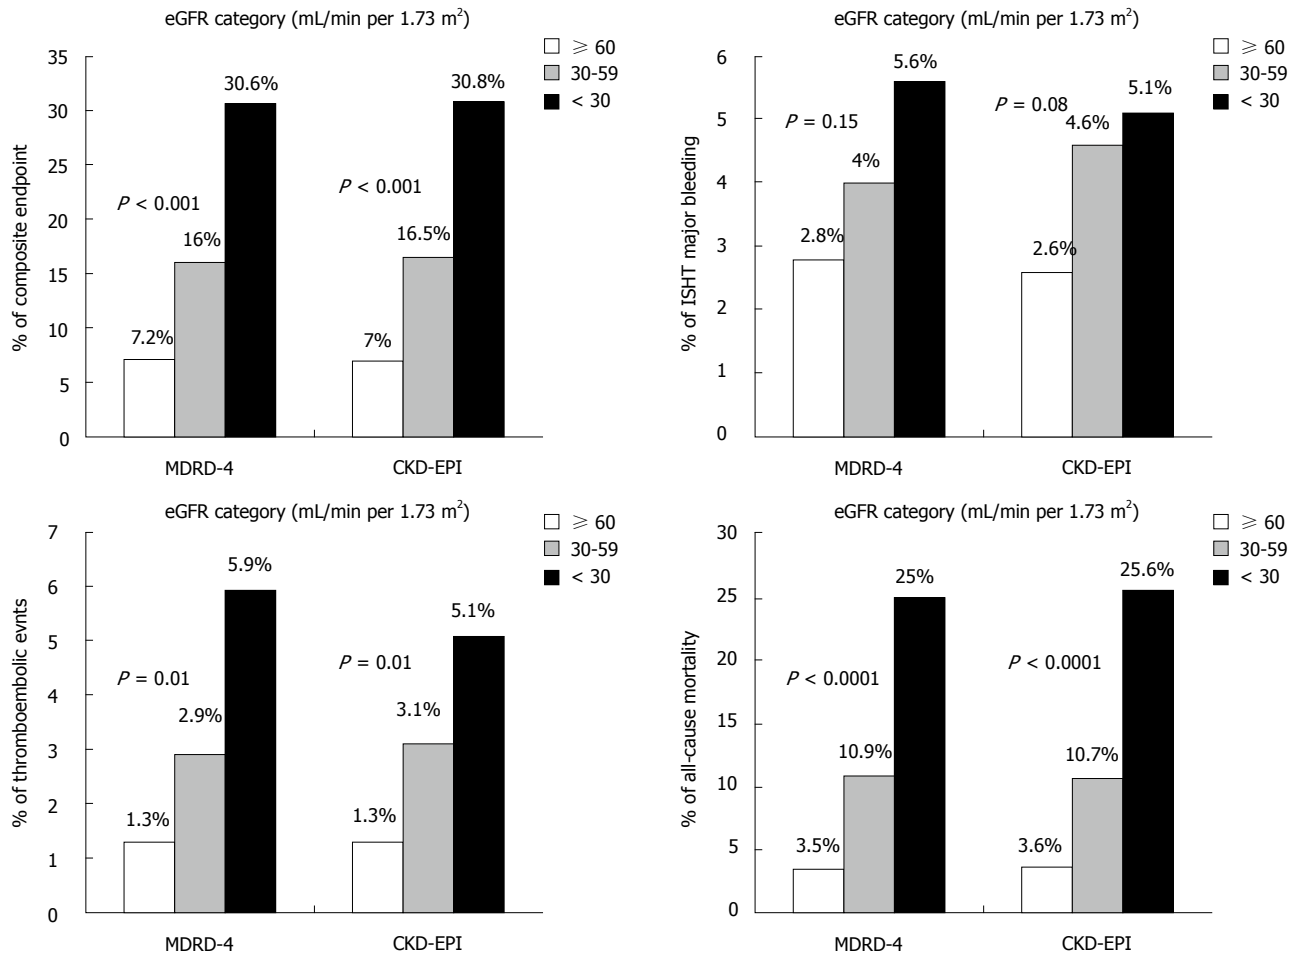 eGFR category (mL/min per 1.73 m²)
≥ 60
30-59
< 30
% of composite endpoint
35
30
25
20
15
10
5
0
P < 0.001
7.2%
16%
30.6%
P < 0.001
7%
16.5%
30.8%
MDRD-4
CKD-EPI
eGFR category (mL/min per 1.73 m²)
≥ 60
30-59
< 30
% of ISHT major bleeding
6
5
4
3
2
1
0
P = 0.15
2.8%
4%
5.6%
P = 0.08
2.6%
4.6%
5.1%
MDRD-4
CKD-EPI
eGFR category (mL/min per 1.73 m²)
≥ 60
30-59
< 30
% of thromboembolic evnts
7
6
5
4
3
2
1
0
P = 0.01
1.3%
2.9%
5.9%
P = 0.01
1.3%
3.1%
5.1%
MDRD-4
CKD-EPI
eGFR category (mL/min per 1.73 m²)
≥ 60
30-59
< 30
% of all-cause mortality
30
25
20
15
10
5
0
P < 0.0001
3.5%
10.9%
25%
P < 0.0001
3.6%
10.7%
25.6%
MDRD-4
CKD-EPI